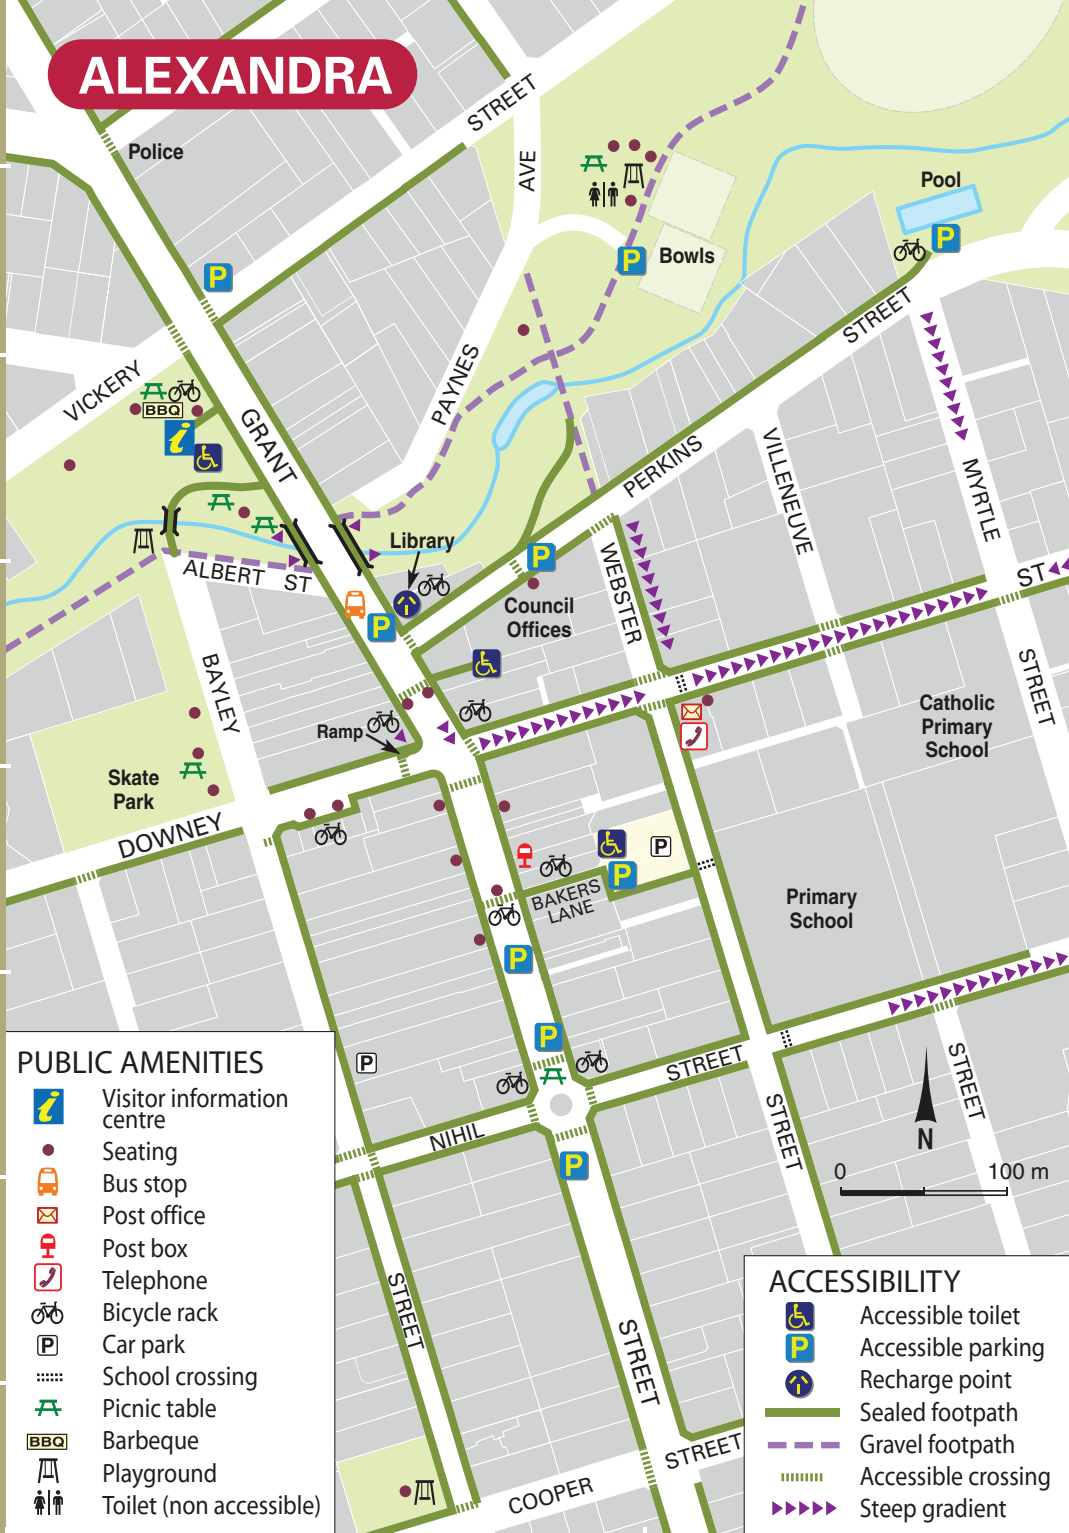 ALEXANDRA
Police
STREET
AVE
Pool
P
P
Bowls
P
STREET
VICKERY
BBQ
i
GRANT
PAYNES
PERKINS
VILLENEUVE
MYRTLE
Library
ALBERT ST
P
P
Council
Offices
WEBSTER
ST
BAYLEY
Ramp
Catholic
Primary
School
STREET
Skate
Park
DOWNEY
P
P
BAKERS
LANE
Primary
School
P
P
P
STREET
NIHIL
STREET
STREET
P
N
0 100 m
STREET
STREET
STREET
COOPER
PUBLIC AMENITIES
i Visitor information
centre
Seating
Bus stop
Post office
Post box
Telephone
Bicycle rack
P Car park
School crossing
Picnic table
BBQ Barbeque
Playground
Toilet (non accessible)
ACCESSIBILITY
Accessible toilet
P Accessible parking
Recharge point
Sealed footpath
Gravel footpath
Accessible crossing
Steep gradient